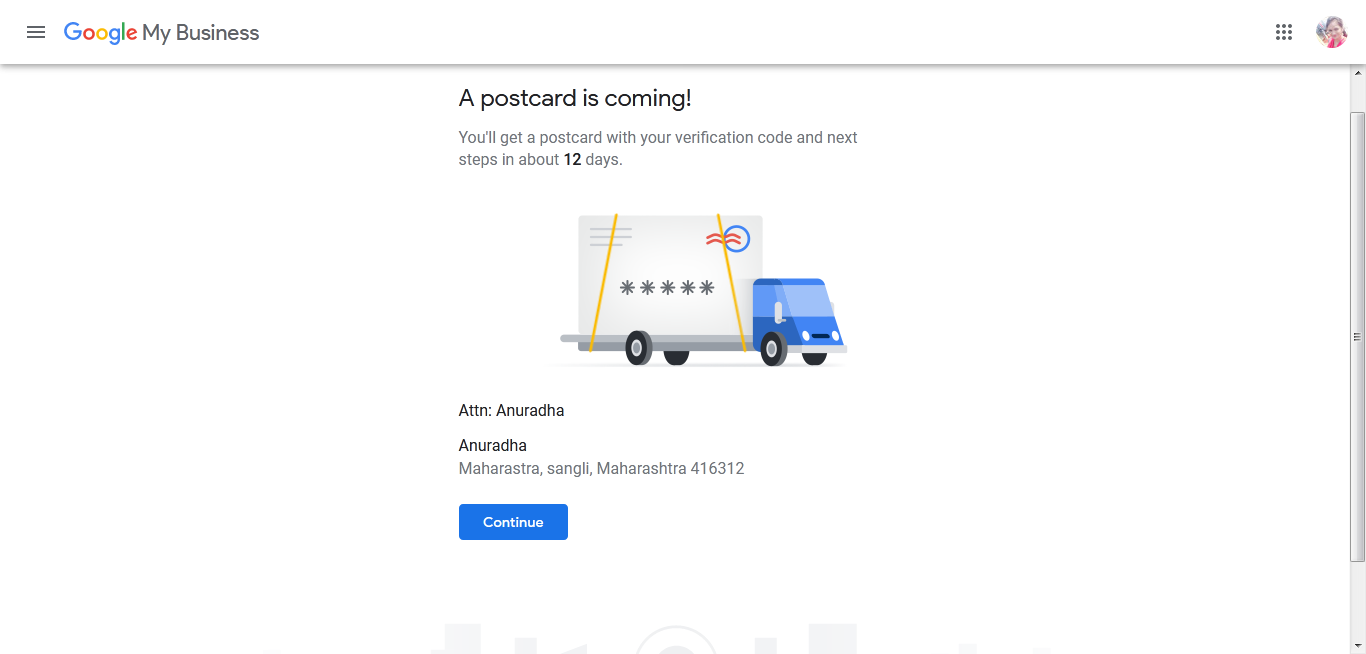 Google My Business
A postcard is coming!
You'll get a postcard with your verification code and next
steps in about 12 days.
*****
Attn: Anuradha
Anuradha
Maharastra, sangli, Maharashtra 416312
Continue